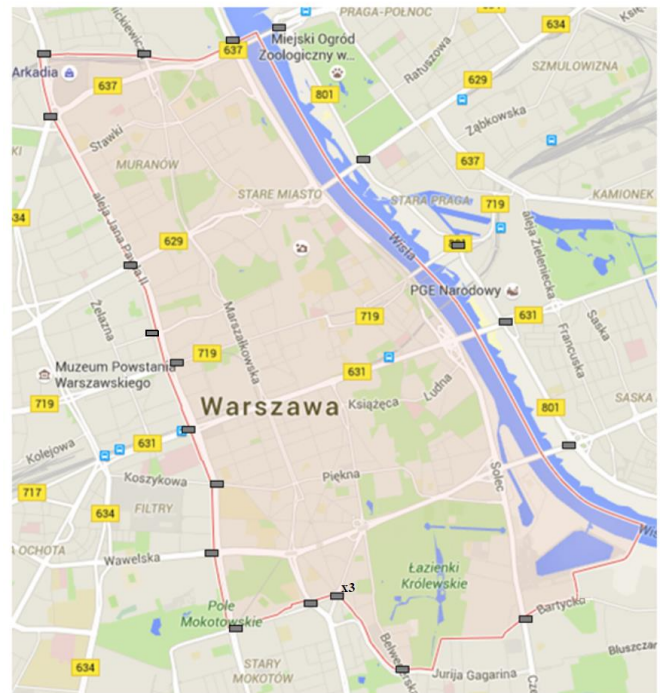 PRAGA-PÓŁNOC
634
637
Miejski Ogród
Zoologiczny w...
SZMULOWIZNA
Arkadia
637
801
Ratuszowa
629
Stawki
Ząbkowska
MURANÓW
637
STARE MIASTO
STARA PRAGA
KAMIONEK
aleja Jana Pawła II
719
634
629
Wisła
aleja Zieleniecka
Żelazna
Marszałkowska
PGE Narodowy
719
631
Saska
Francuska
719
Muzeum Powstania
Warszawskiego
631
Ludna
719
Warszawa
Książęca
801
SASKA
Kolejowa
631
Solec
717
Koszykowa
Piękna
634
FILTRY
OCHOTA
Wawelska
Łazienki
Królewskie
x3
Pole
Mokotowskie
Bartycka
Belwederska
634
STARY
MOKOTÓW
Jurija Gagarina